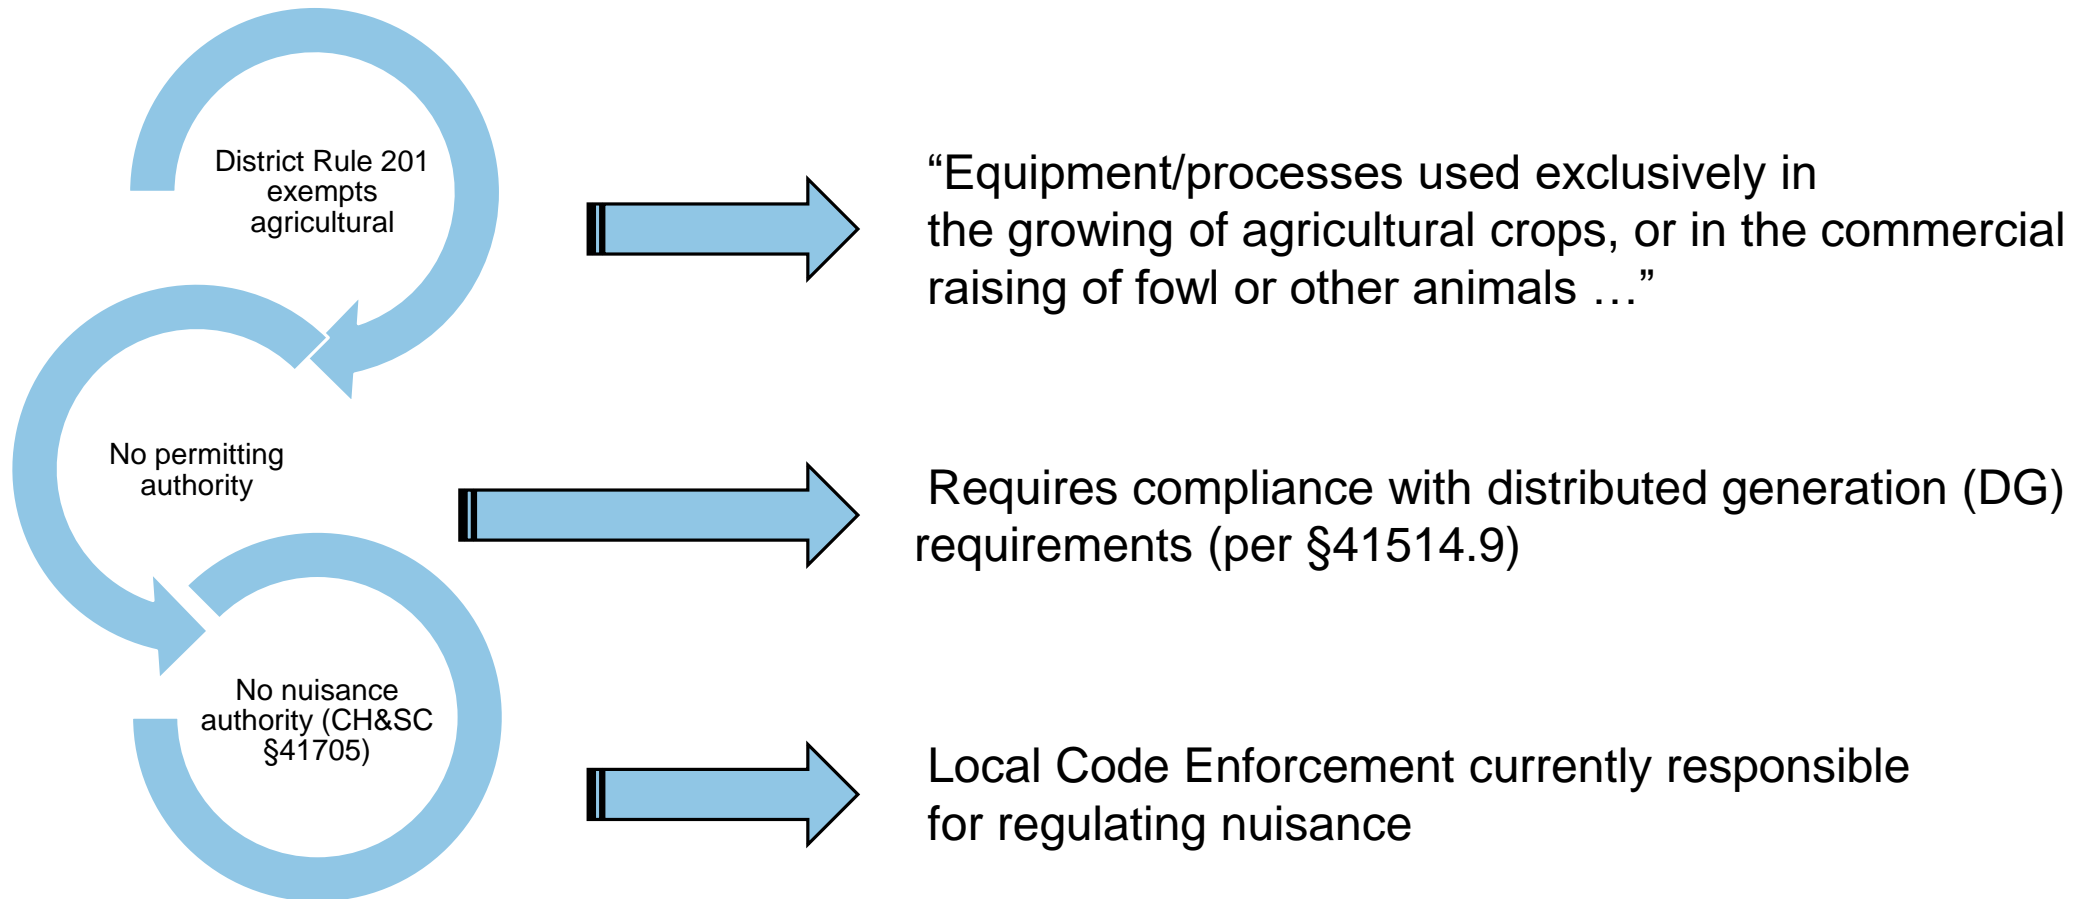 District Rule 201
exempts
agricultural
“Equipment/processes used exclusively in
the growing of agricultural crops, or in the commercial
raising of fowl or other animals …”
No permitting
authority
Requires compliance with distributed generation (DG)
requirements (per §41514.9)
No nuisance
authority (CH&SC
§41705)
Local Code Enforcement currently responsible
for regulating nuisance